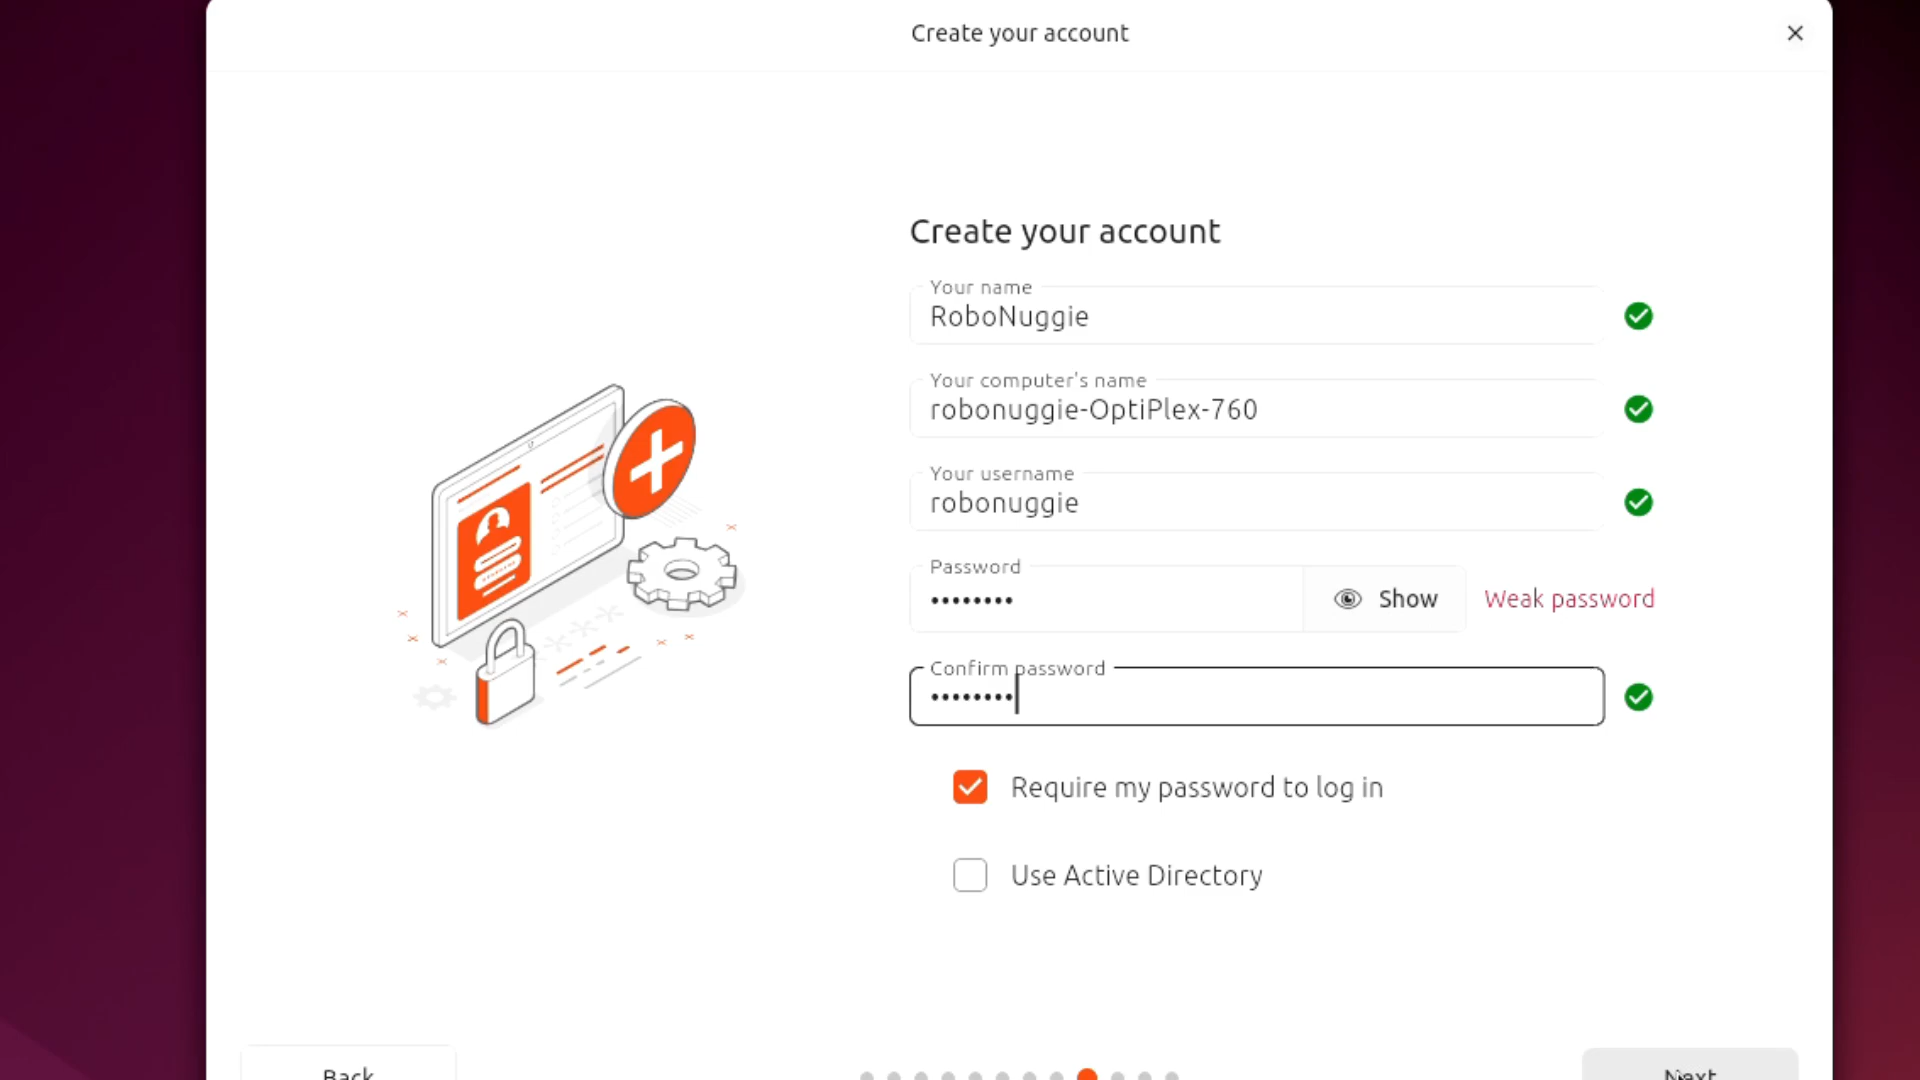 Create your account
Create your account
Your name
RoboNuggie
Your computer's name
robonuggie-OptiPlex-760
Your username
robonuggie
Password
••••••••
Show
Weak password
Confirm password
••••••••
Require my password to log in
Use Active Directory
Back
Next